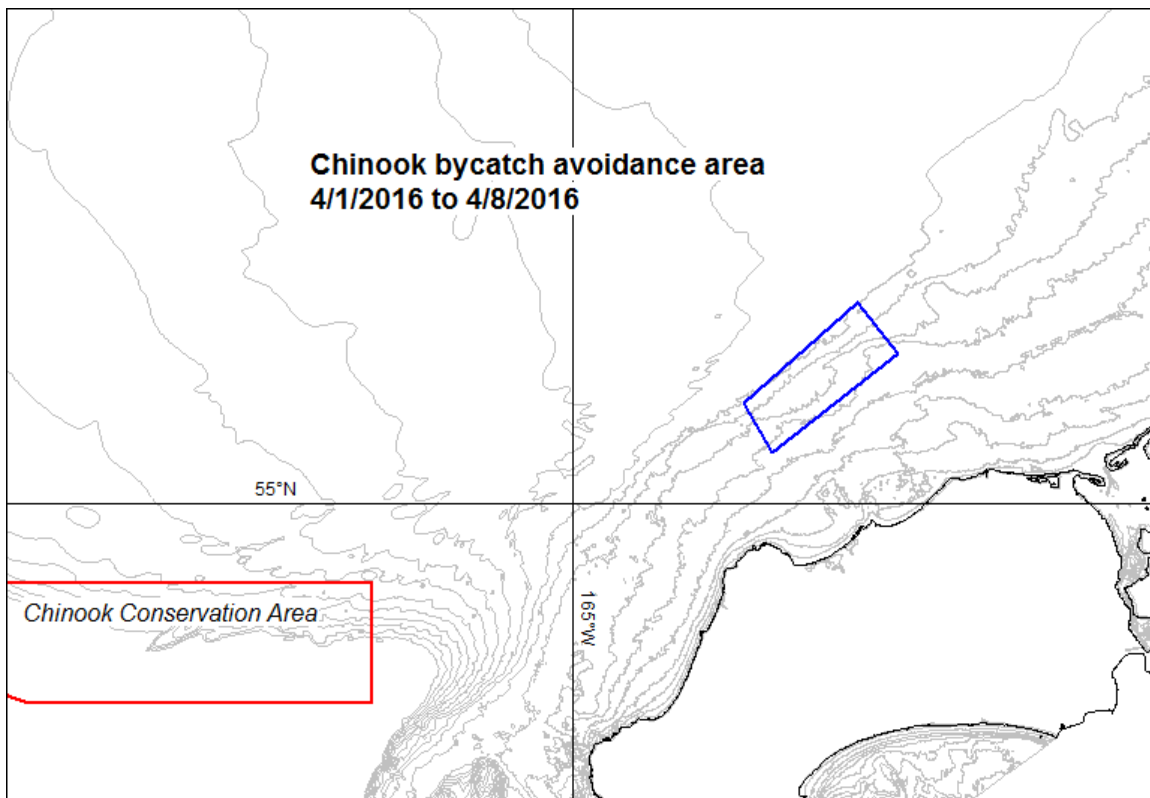 Chinook bycatch avoidance area
4/1/2016 to 4/8/2016
55°N
Chinook Conservation Area
165°W